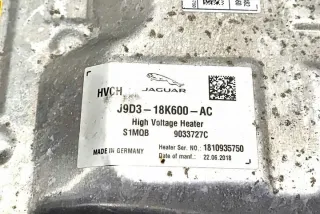 HVCH
JAGUAR
J9D3-18K600-AC
High Voltage Heater
S1MQB 9033727C
MADE IN GERMANY
Heater Ser. NO.: 1810935750
Date of manf.: 22.06.2018